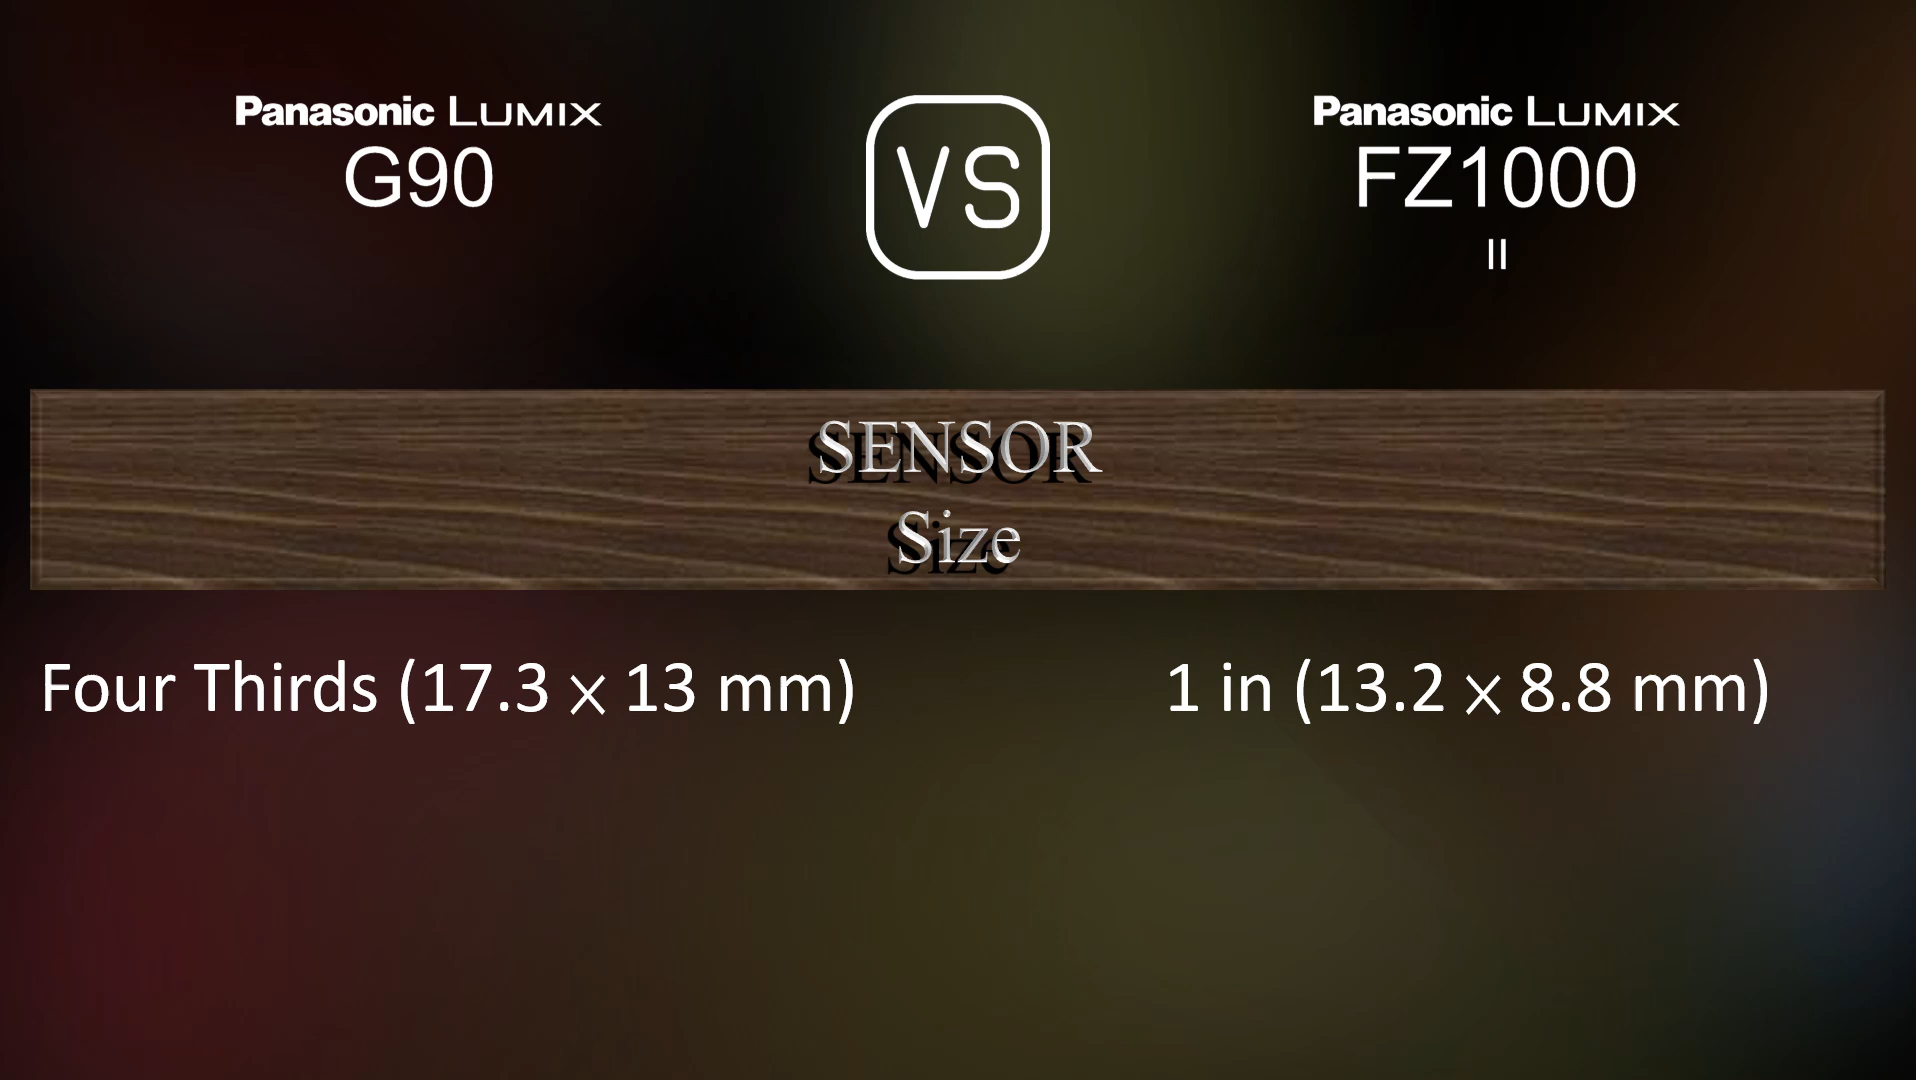 Panasonic LUMIX
G90
VS
Panasonic LUMIX
FZ1000
II
SENSOR
Size
Four Thirds (17.3 x 13 mm)
1 in (13.2 x 8.8 mm)